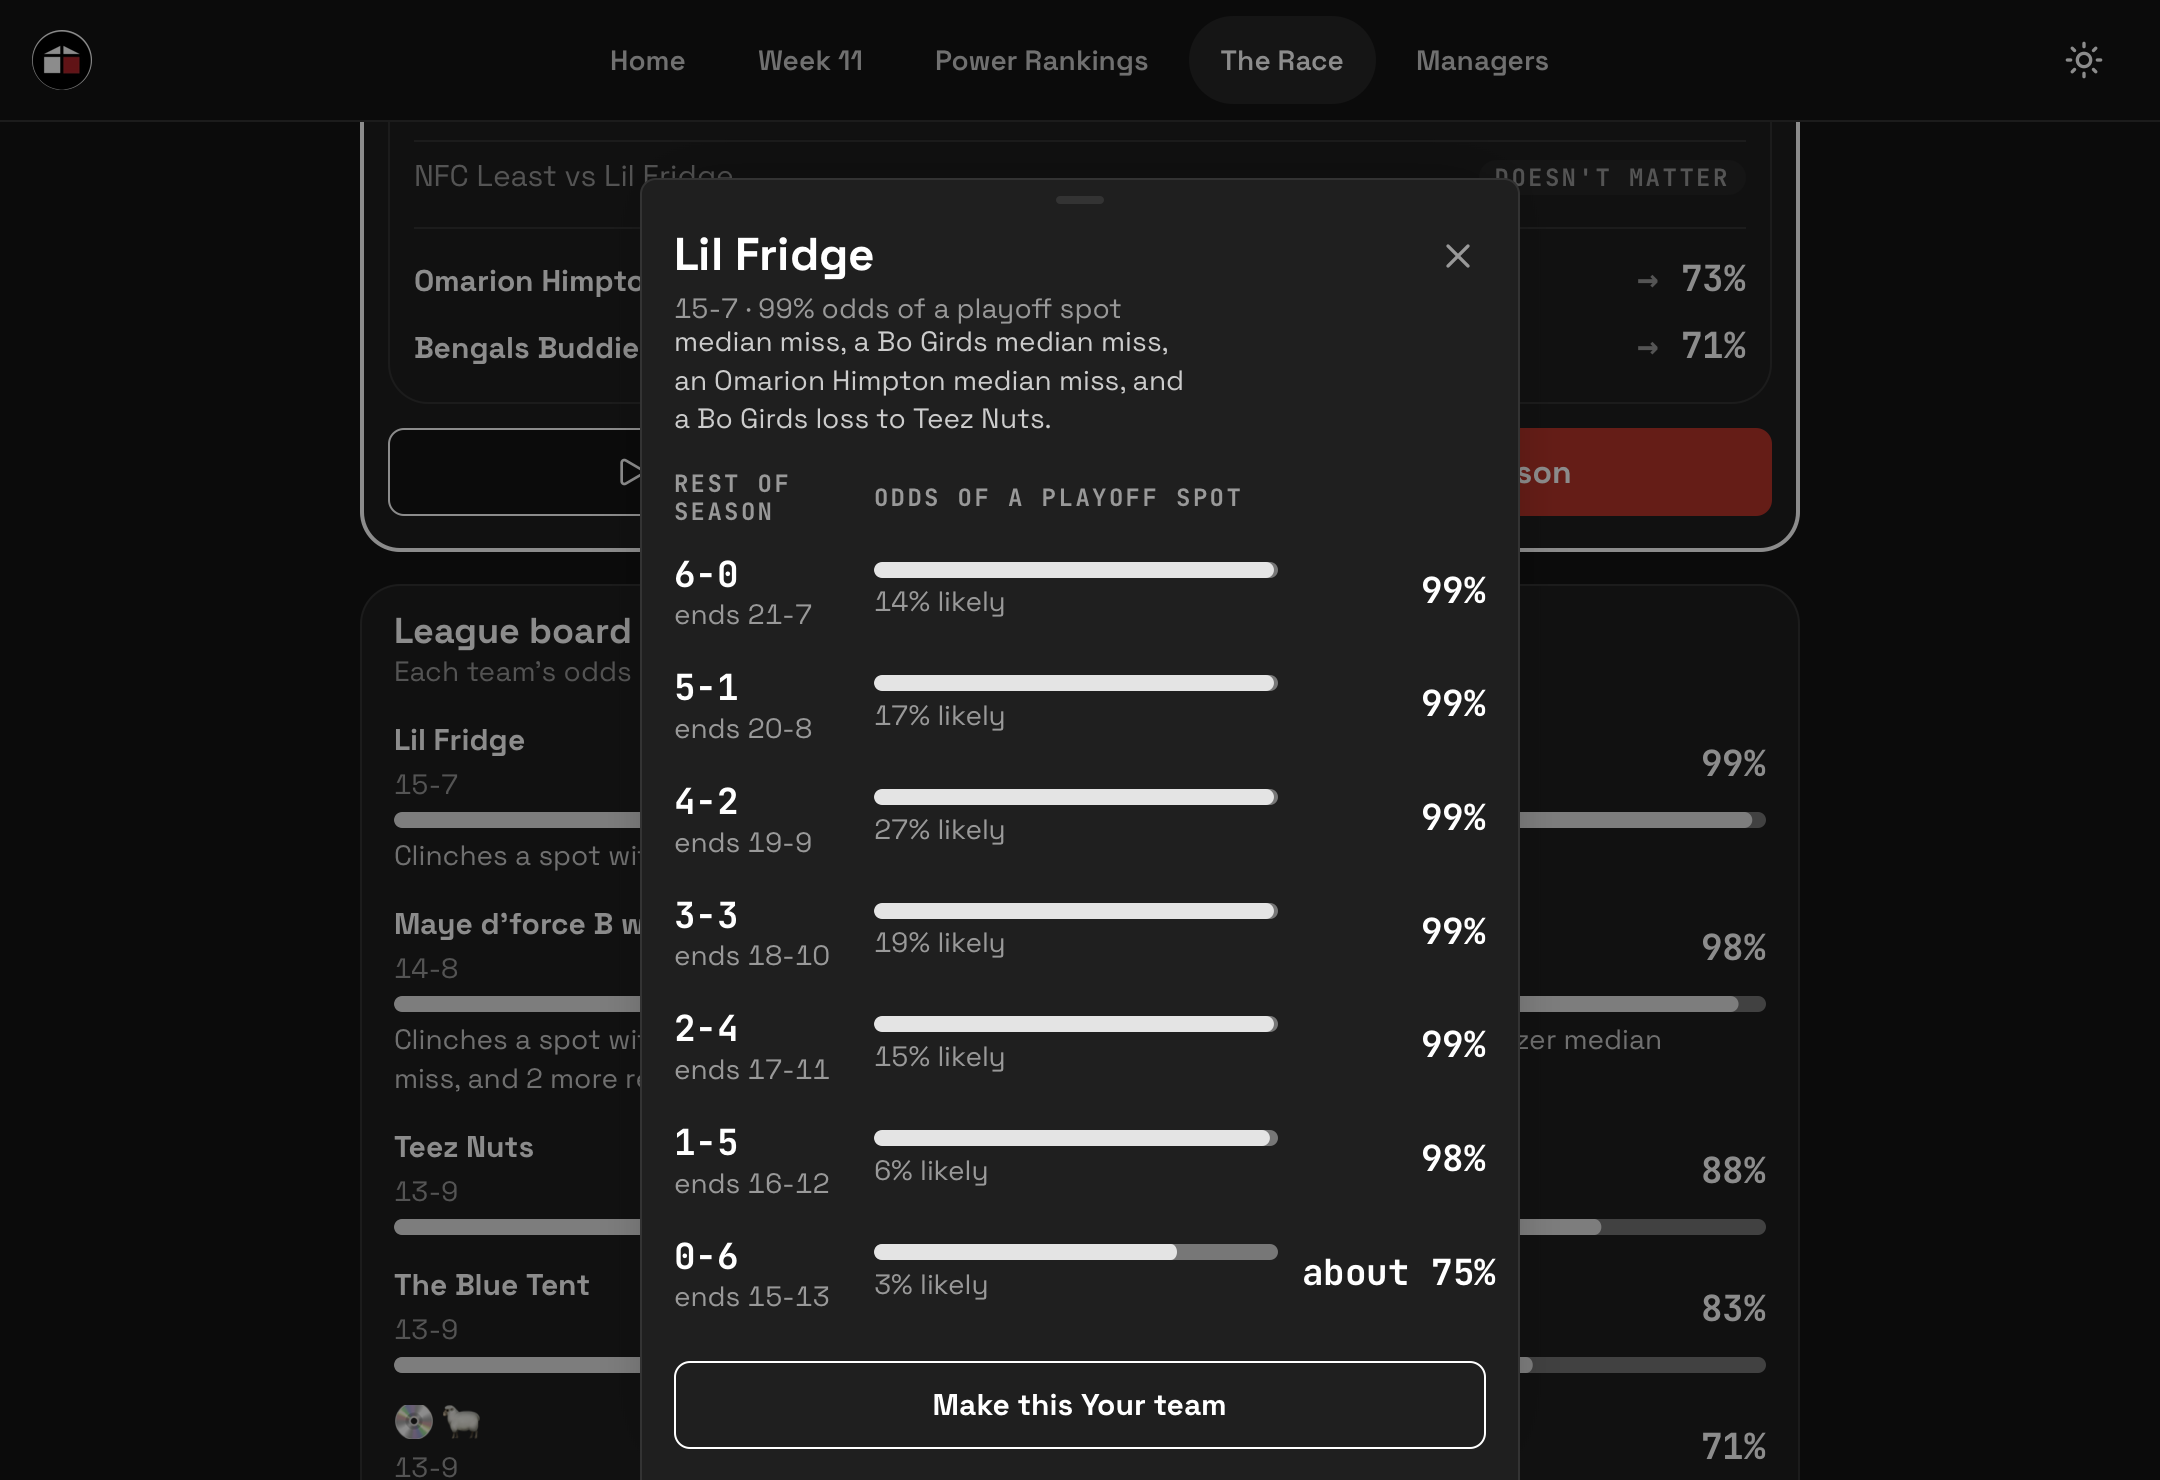 Home
Week 11
Power Rankings
The Race
Managers
NFC Least vs Lil Fridge
DOESN'T MATTER
Lil Fridge
15-7 · 99% odds of a playoff spot
median miss, a Bo Girds median miss,
an Omarion Himpton median miss, and
a Bo Girds loss to Teez Nuts.
Omarion Himpto
→ 73%
Bengals Buddie
→ 71%
son
REST OF
SEASON
ODDS OF A PLAYOFF SPOT
6-0
ends 21-7
14% likely
99%
5-1
ends 20-8
17% likely
99%
4-2
ends 19-9
27% likely
99%
3-3
ends 18-10
19% likely
99%
2-4
ends 17-11
15% likely
99%
1-5
ends 16-12
6% likely
98%
0-6
ends 15-13
3% likely
about 75%
Make this Your team
League board
Each team's odds
Lil Fridge
15-7
99%
Clinches a spot wi
Maye d'force B w
14-8
98%
Clinches a spot wi
zer median
miss, and 2 more r
Teez Nuts
13-9
88%
The Blue Tent
13-9
83%
💿 🐑
13-9
71%